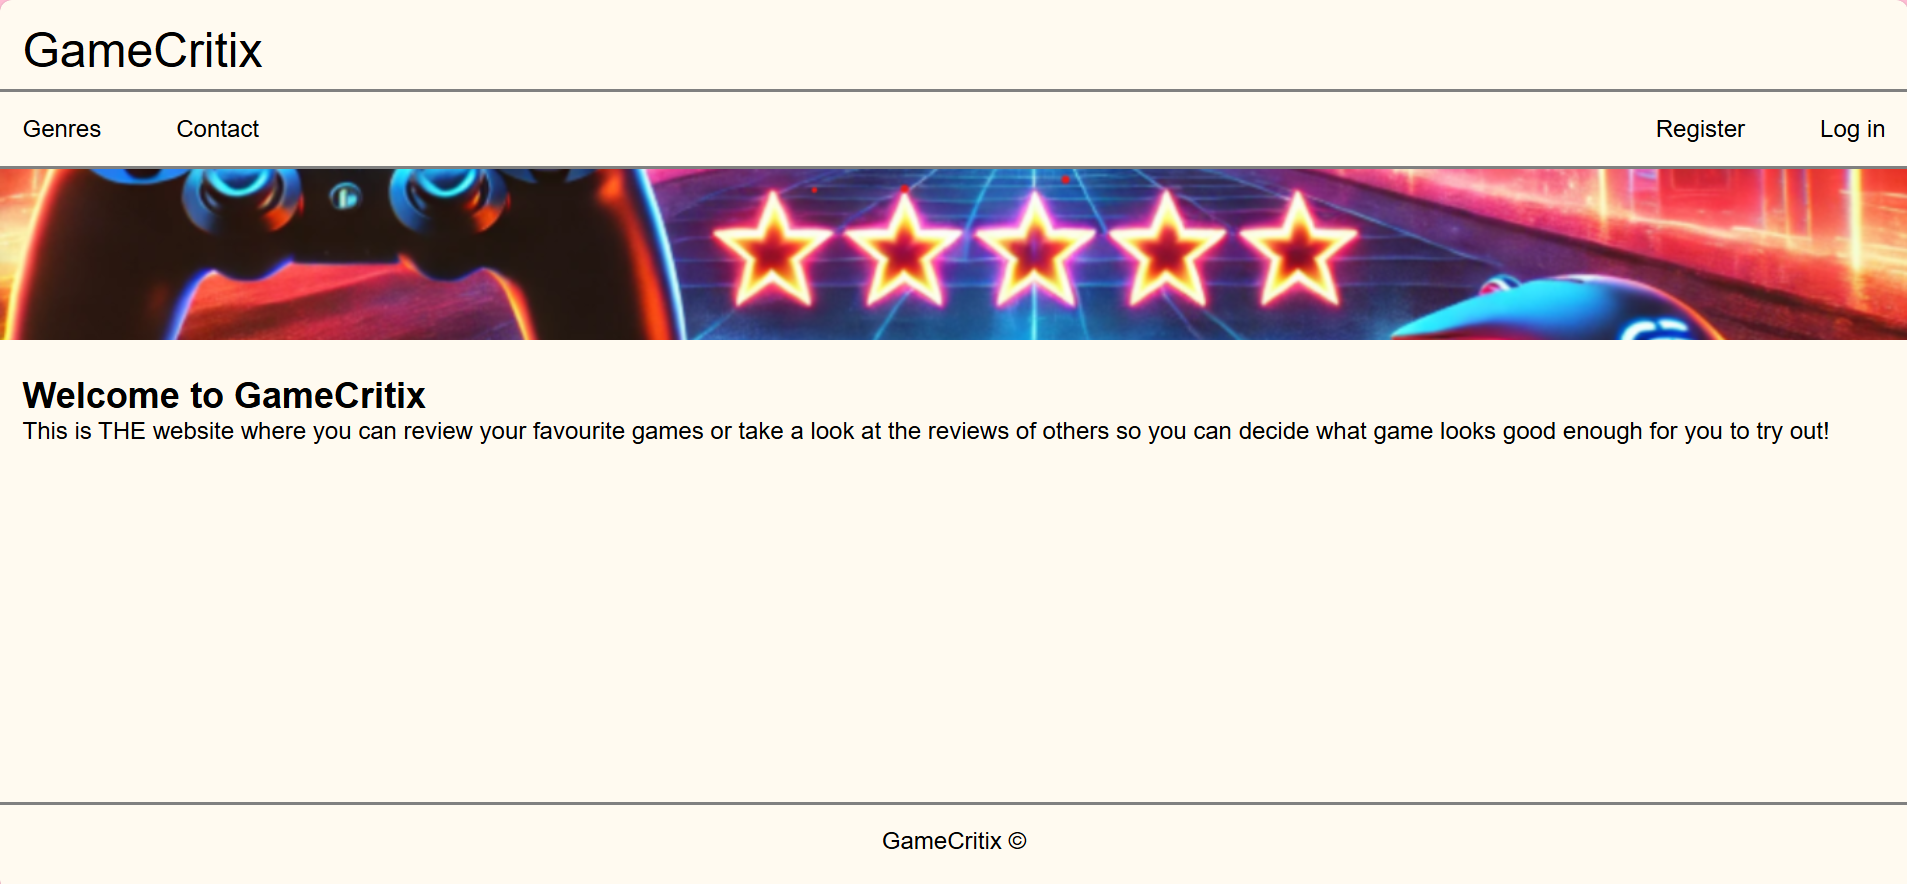 GameCritix
Genres Contact Register Log in
Welcome to GameCritix
This is THE website where you can review your favourite games or take a look at the reviews of others so you can decide what game looks good enough for you to try out!
GameCritix ©